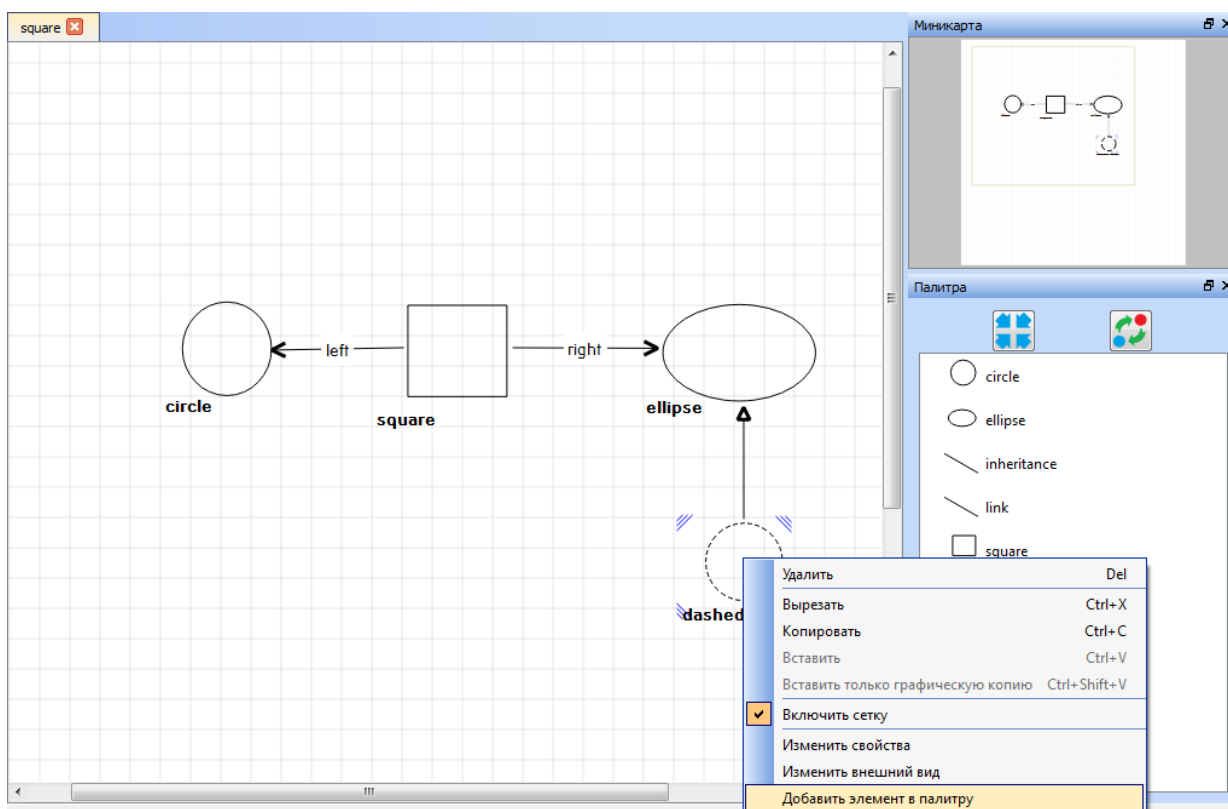 square
Миникарта
Палитра
circle
ellipse
inheritance
link
square
left
right
circle
square
ellipse
dashed
Удалить Del
Вырезать Ctrl+X
Копировать Ctrl+C
Вставить Ctrl+V
Вставить только графическую копию Ctrl+Shift+V
Включить сетку
Изменить свойства
Изменить внешний вид
Добавить элемент в палитру